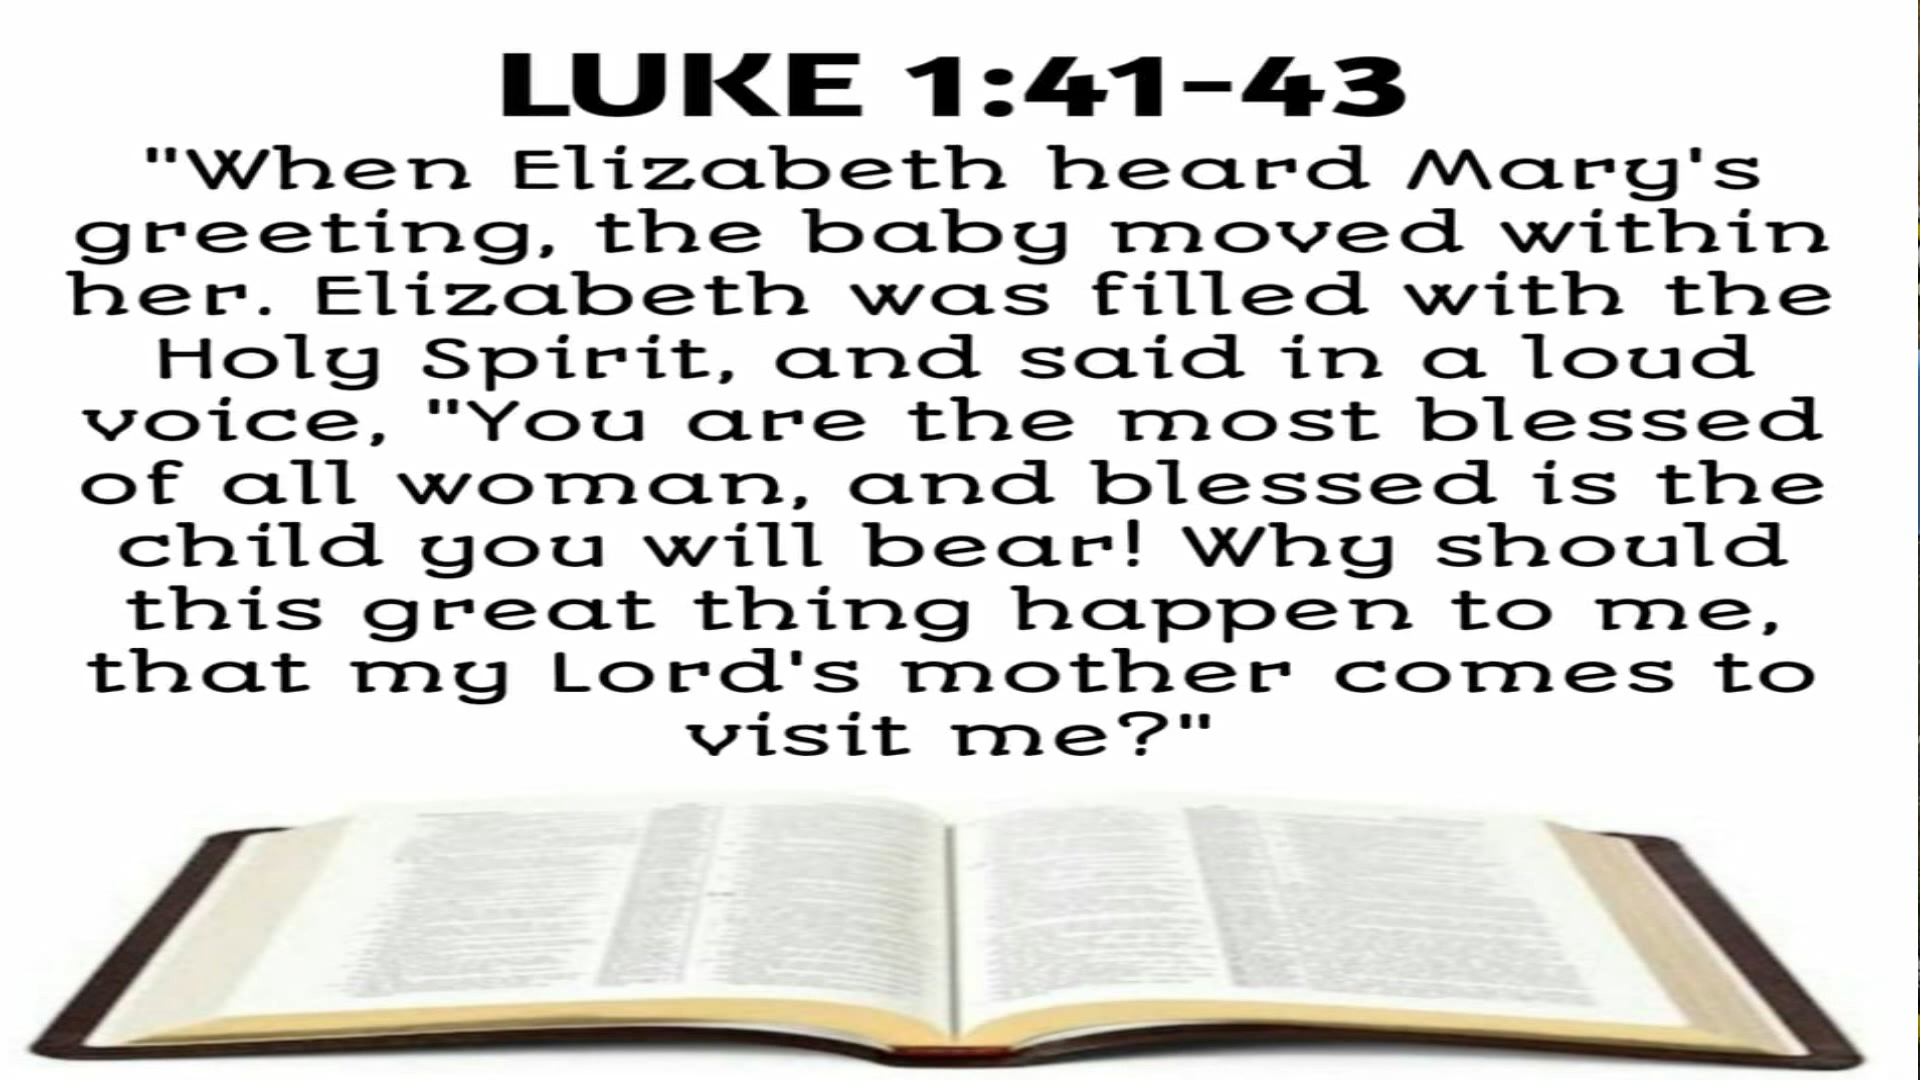 LUKE 1:41-43
"When Elizabeth heard Mary's
greeting, the baby moved within
her. Elizabeth was filled with the
Holy Spirit, and said in a loud
voice, "You are the most blessed
of all woman, and blessed is the
child you will bear! Why should
this great thing happen to me,
that my Lord's mother comes to
visit me?"